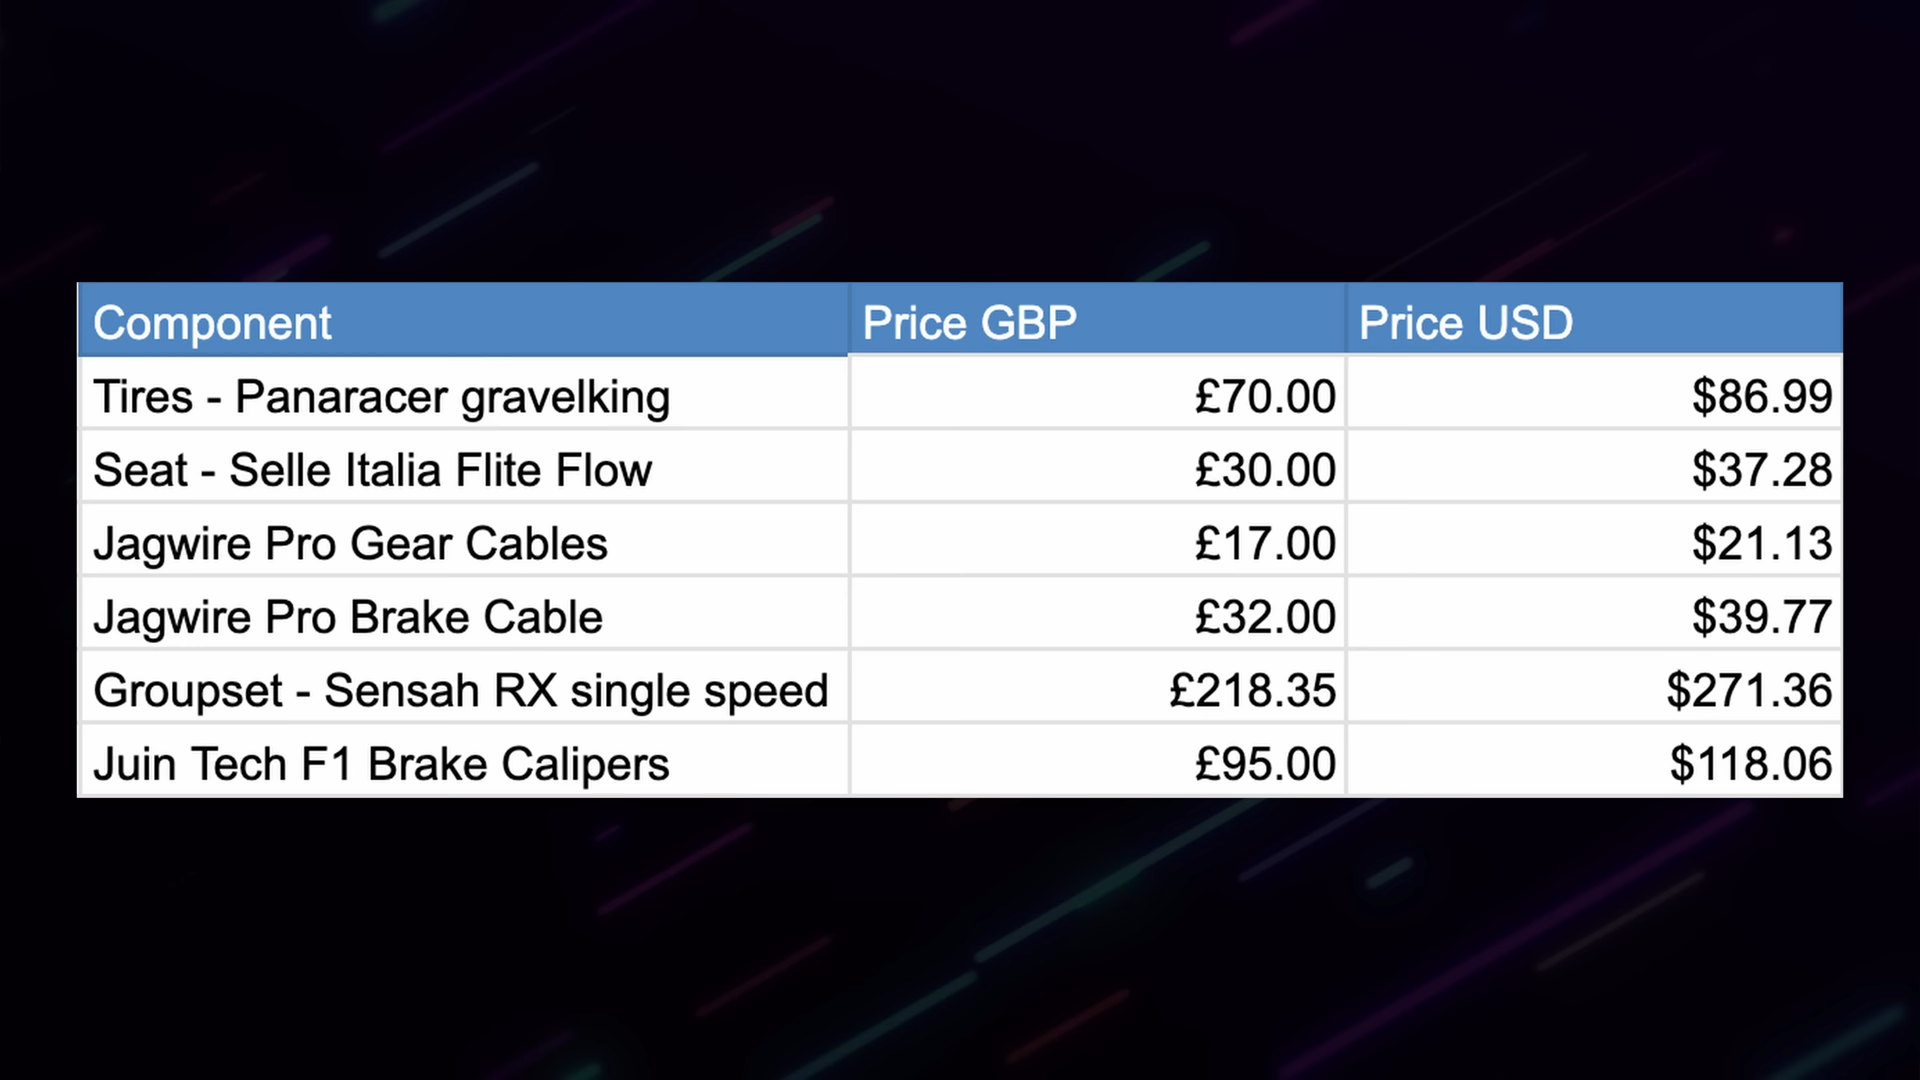 Component Price GBP Price USD
Tires - Panaracer gravelking £70.00 $86.99
Seat - Selle Italia Flite Flow £30.00 $37.28
Jagwire Pro Gear Cables £17.00 $21.13
Jagwire Pro Brake Cable £32.00 $39.77
Groupset - Sensah RX single speed £218.35 $271.36
Juin Tech F1 Brake Calipers £95.00 $118.06